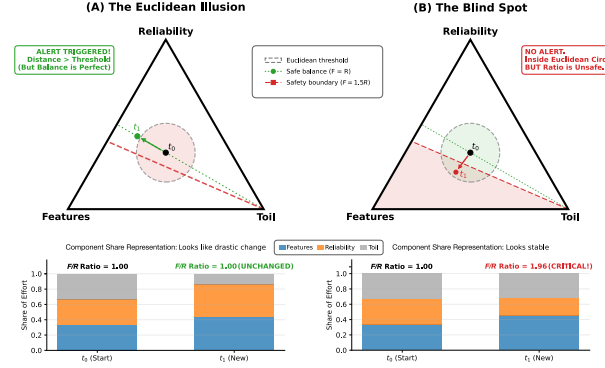 (A) The Euclidean Illusion
Reliability
ALERT TRIGGERED!
Distance > Threshold
(But Balance is Perfect)
t₁
t₀
Features
Toil
Euclidean threshold
Safe balance (F = R)
Safety boundary (F = 1.5R)
(B) The Blind Spot
Reliability
NO ALERT.
Inside Euclidean Circ
BUT Ratio is Unsafe.
t₀
t₁
Features
Toil
Component Share Representation: Looks like drastic change
Features
Reliability
Toil
Component Share Representation: Looks stable
F/R Ratio = 1.00
F/R Ratio = 1.00(UNCHANGED)
Share of Effort
1.0
0.8
0.6
0.4
0.2
0.0
t₀ (Start)
t₁ (New)
F/R Ratio = 1.00
F/R Ratio = 1.96(CRITICAL!)
Share of Effort
1.0
0.8
0.6
0.4
0.2
0.0
t₀ (Start)
t₁ (New)